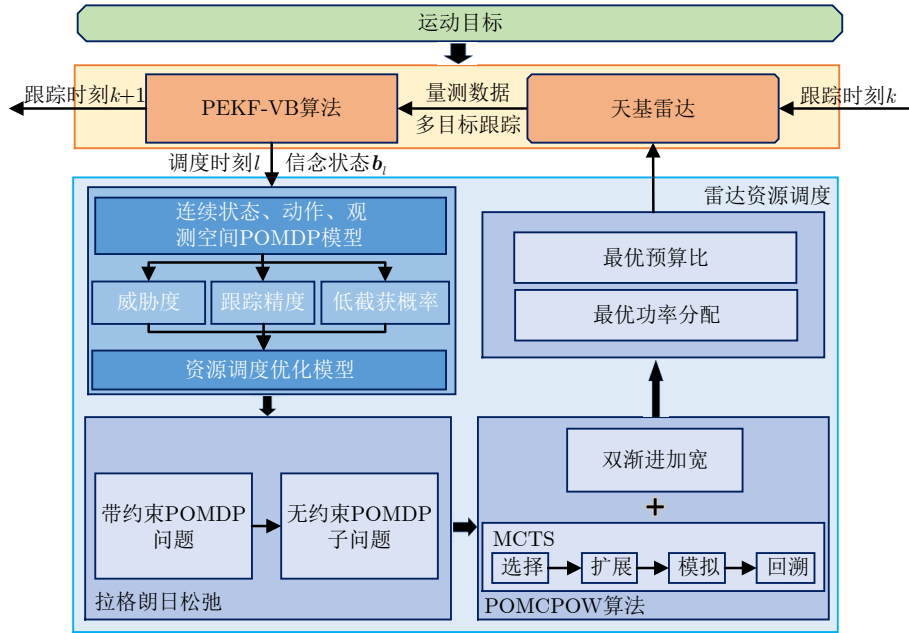 运动目标
跟踪时刻k+1
PEKF-VB算法
量测数据
多目标跟踪
天基雷达
跟踪时刻k
调度时刻l
信念状态b_l
雷达资源调度
连续状态、动作、观
测空间POMDP模型
威胁度
跟踪精度
低截获概率
资源调度优化模型
最优预算比
最优功率分配
带约束POMDP
问题
无约束POMDP
子问题
拉格朗日松弛
双渐进加宽
+
MCTS
选择
扩展
模拟
回溯
POMCPOW算法